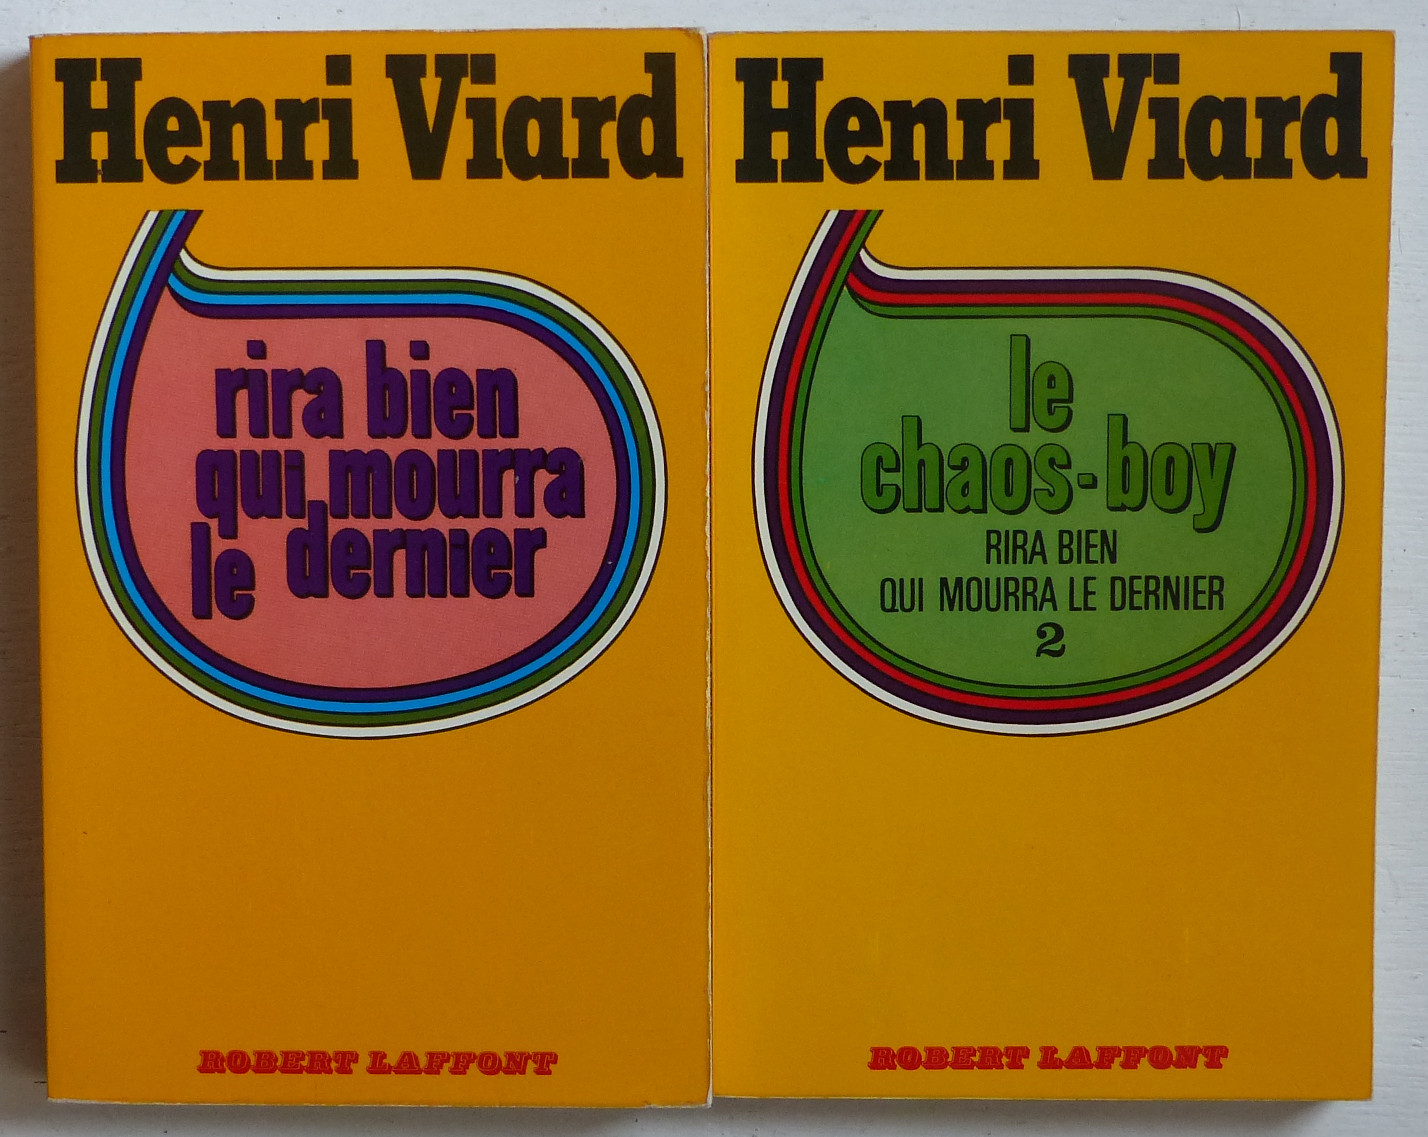 Henri Viard
rira bien
qui mourra
le dernier
ROBERT LAFFONT
Henri Viard
le
chaos-boy
RIRA BIEN
QUI MOURRA LE DERNIER
2
ROBERT LAFFONT